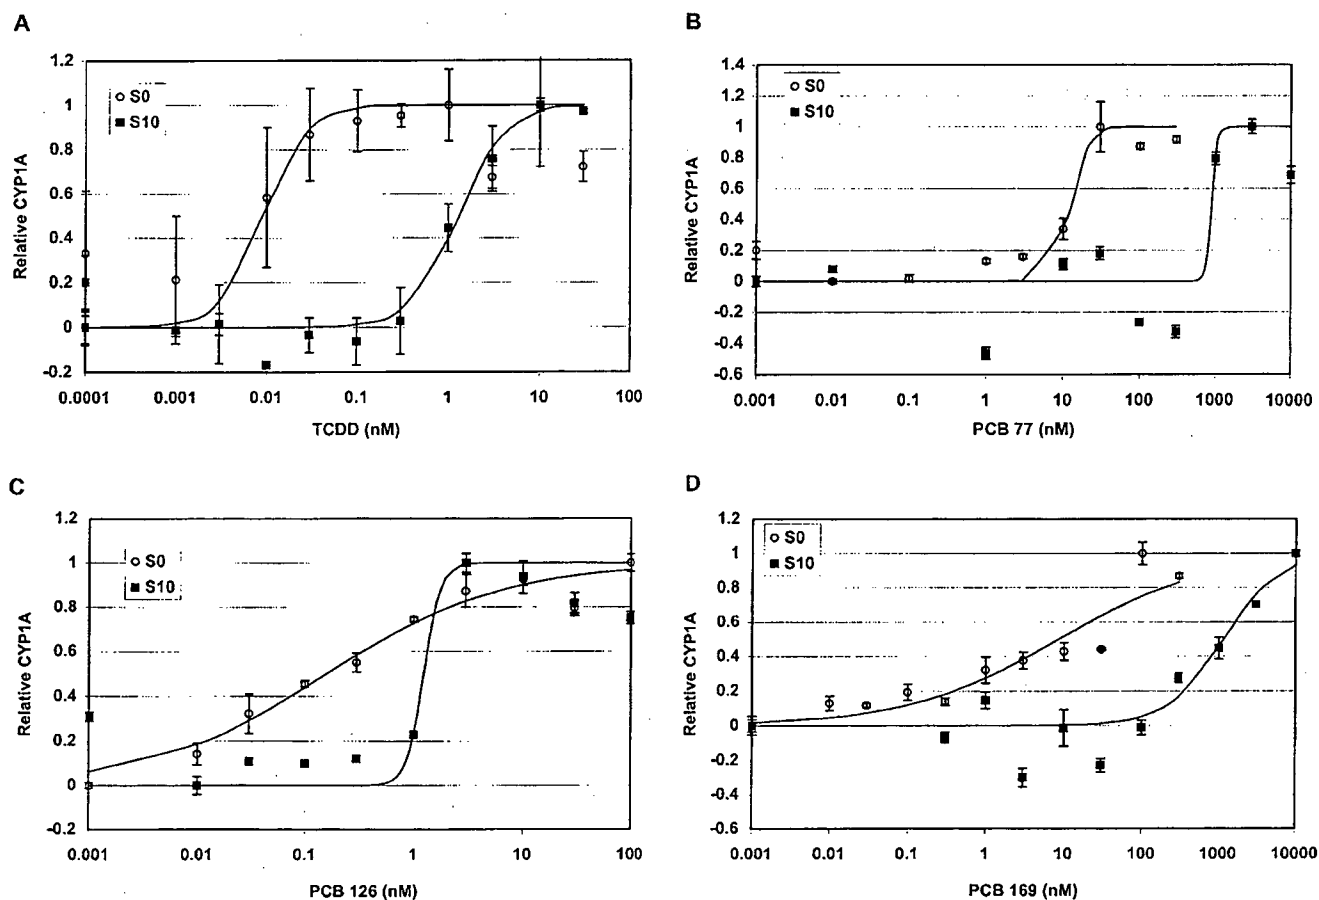 A
Relative CYP1A
1.2
1
0.8
0.6
0.4
0.2
0
-0.2
S0
S10
0.0001 0.001 0.01 0.1 1 10 100
TCDD (nM)
B
Relative CYP1A
1.4
1.2
1
0.8
0.6
0.4
0.2
0
-0.2
-0.4
-0.6
S0
S10
0.001 0.01 0.1 1 10 100 1000 10000
PCB 77 (nM)
C
Relative CYP1A
1.2
1
0.8
0.6
0.4
0.2
0
-0.2
S0
S10
0.001 0.01 0.1 1 10 100
PCB 126 (nM)
D
Relative CYP1A
1.2
1
0.8
0.6
0.4
0.2
0
-0.2
-0.4
-0.6
S0
S10
0.001 0.01 0.1 1 10 100 1000 10000
PCB 169 (nM)